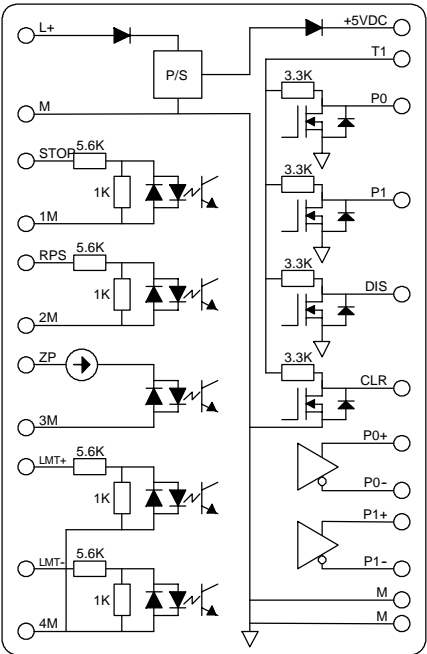 L+
+5VDC
T1
P/S
3.3K
P0
M
STOP
5.6K
1K
1M
3.3K
P1
RPS
5.6K
1K
2M
3.3K
DIS
ZP
3M
3.3K
CLR
LMT+
5.6K
1K
P0+
P0-
LMT-
5.6K
1K
4M
P1+
P1-
M
M